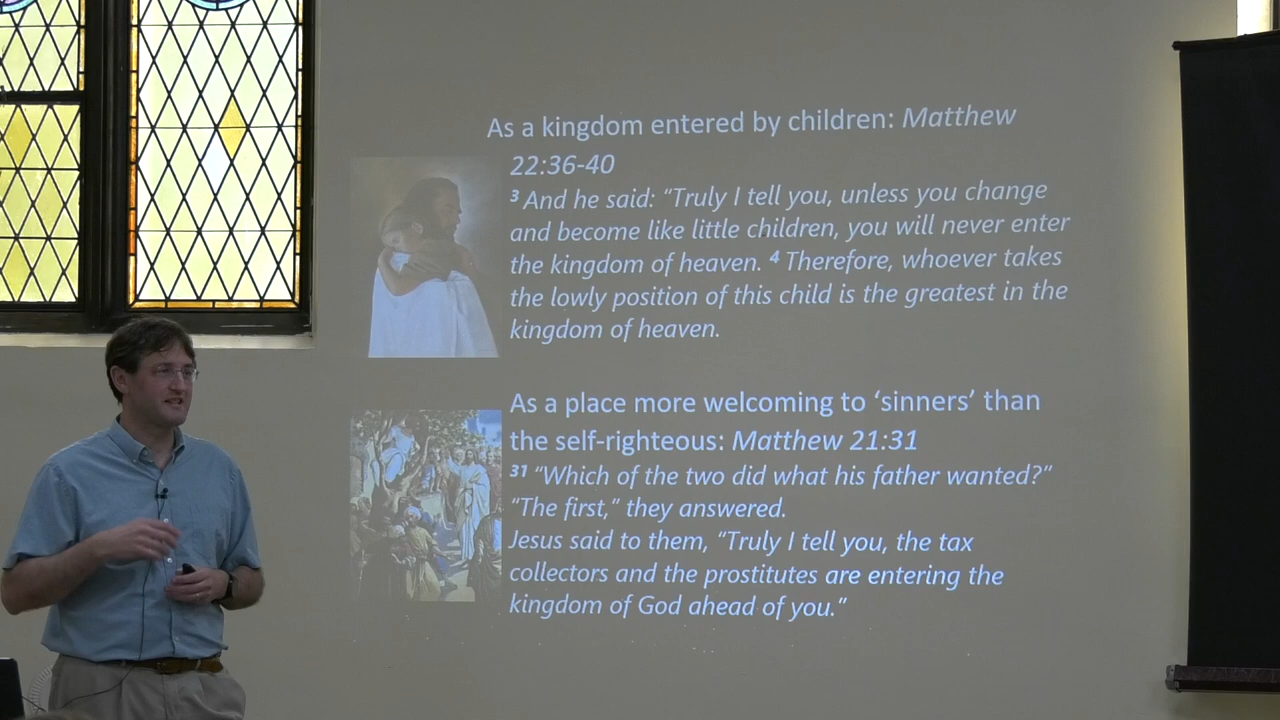 As a kingdom entered by children: Matthew
22:36-40
³ And he said: “Truly I tell you, unless you change
and become like little children, you will never enter
the kingdom of heaven. ⁴ Therefore, whoever takes
the lowly position of this child is the greatest in the
kingdom of heaven.
As a place more welcoming to ‘sinners’ than
the self-righteous: Matthew 21:31
³¹ “Which of the two did what his father wanted?”
“The first,” they answered.
Jesus said to them, “Truly I tell you, the tax
collectors and the prostitutes are entering the
kingdom of God ahead of you.”